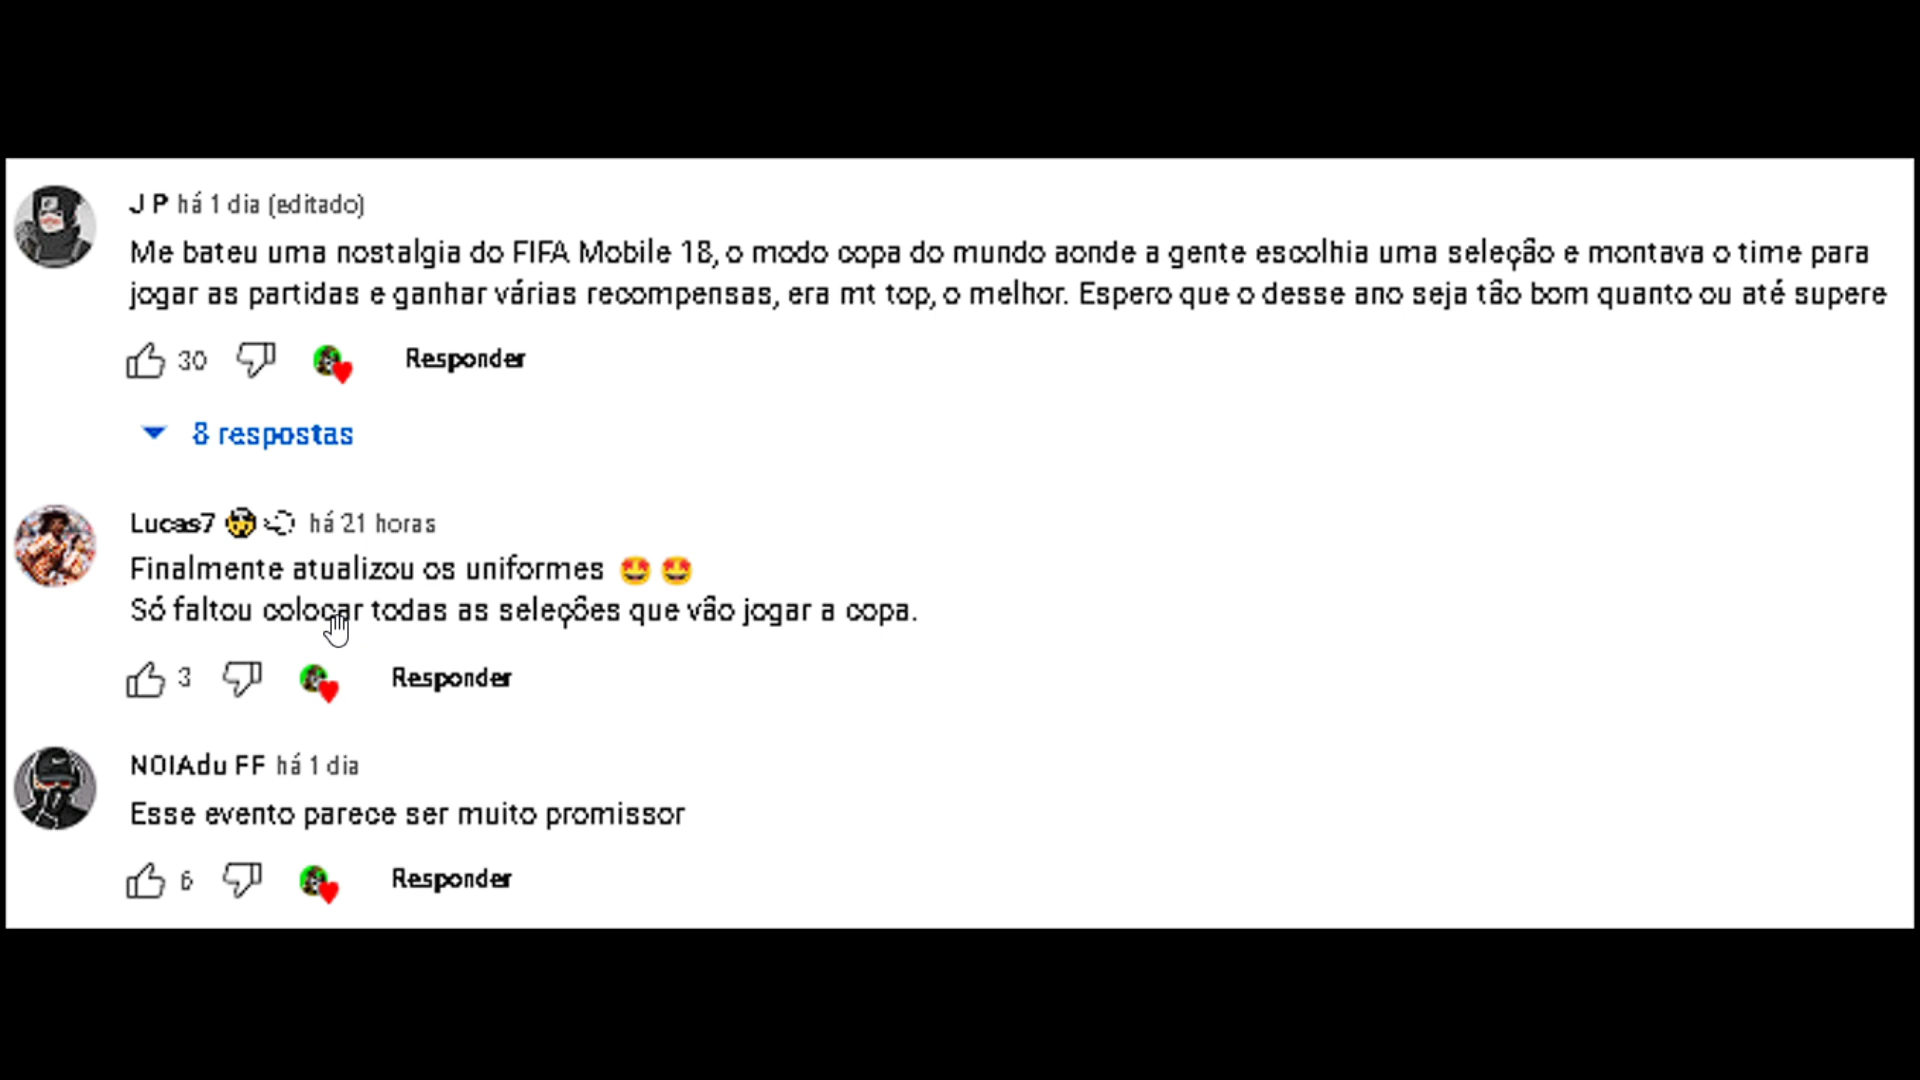 J P há 1 dia (editado)
Me bateu uma nostalgia do FIFA Mobile 18, o modo copa do mundo aonde a gente escolhia uma seleção e montava o time para
jogar as partidas e ganhar várias recompensas, era mt top, o melhor. Espero que o desse ano seja tão bom quanto ou até supere
30 Responder
8 respostas
Lucas7 há 21 horas
Finalmente atualizou os uniformes 🤩 🤩
Só faltou colocar todas as seleções que vão jogar a copa.
3 Responder
NOIAdu FF há 1 dia
Esse evento parece ser muito promissor
6 Responder